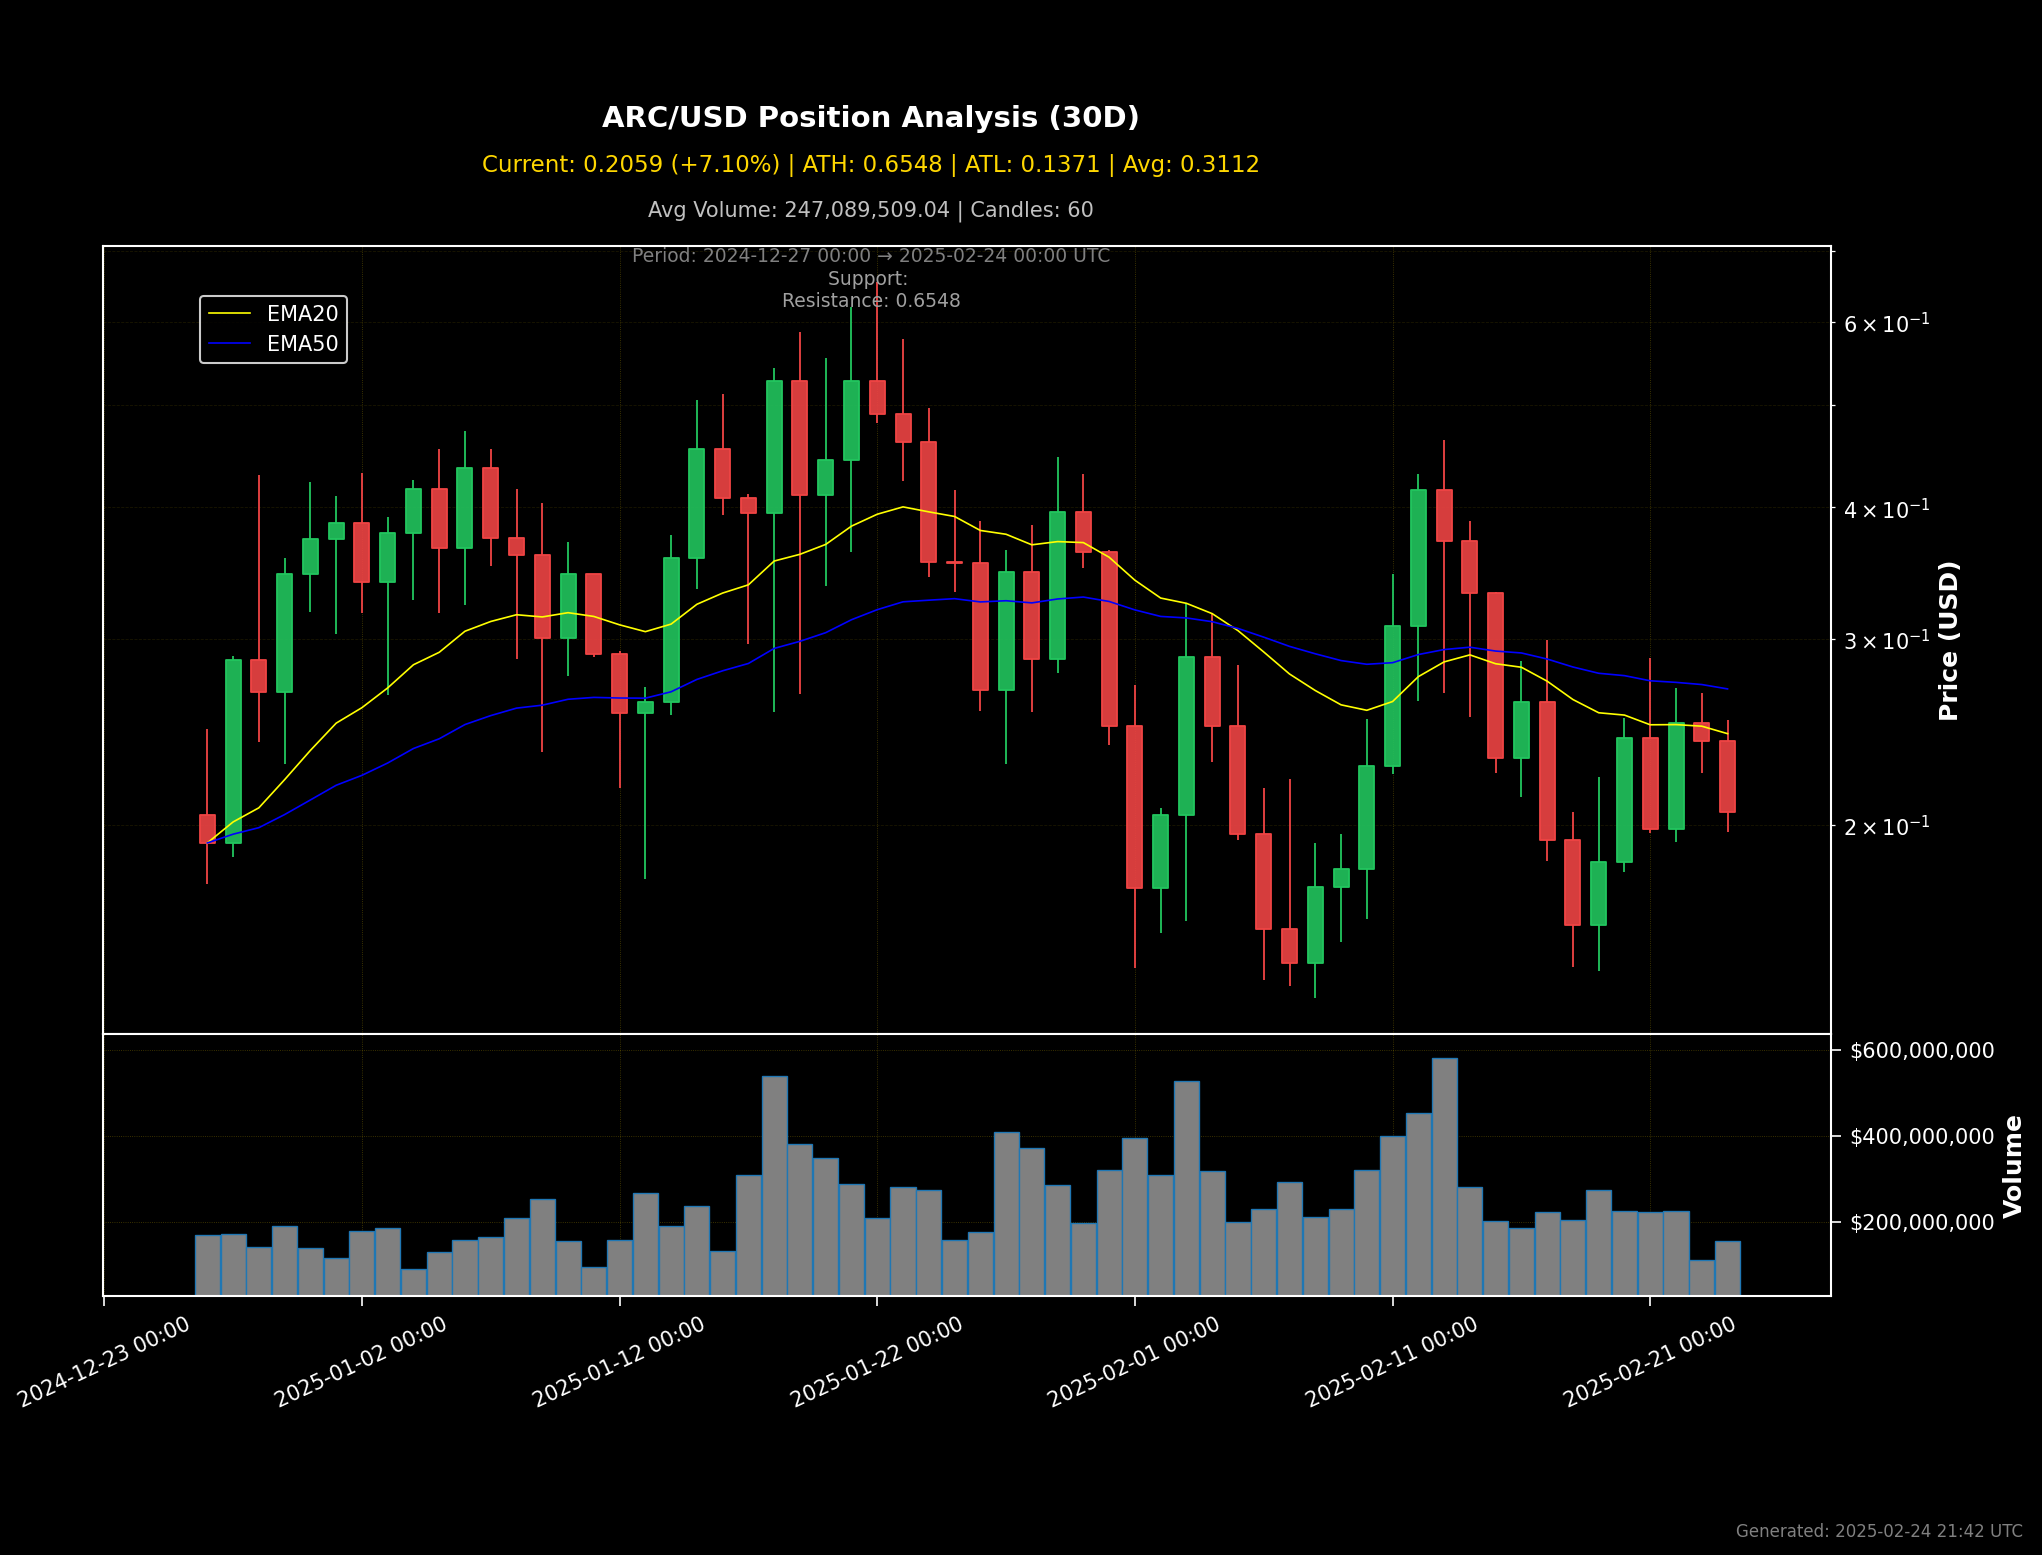 ARC/USD Position Analysis (30D)
Current: 0.2059 (+7.10%) | ATH: 0.6548 | ATL: 0.1371 | Avg: 0.3112
Avg Volume: 247,089,509.04 | Candles: 60
Period: 2024-12-27 00:00 → 2025-02-24 00:00 UTC
Support:
Resistance: 0.6548
EMA20
EMA50
6 × 10⁻¹
4 × 10⁻¹
3 × 10⁻¹
2 × 10⁻¹
Price (USD)
$600,000,000
$400,000,000
$200,000,000
Volume
2024-12-23 00:00
2025-01-02 00:00
2025-01-12 00:00
2025-01-22 00:00
2025-02-01 00:00
2025-02-11 00:00
2025-02-21 00:00
Generated: 2025-02-24 21:42 UTC